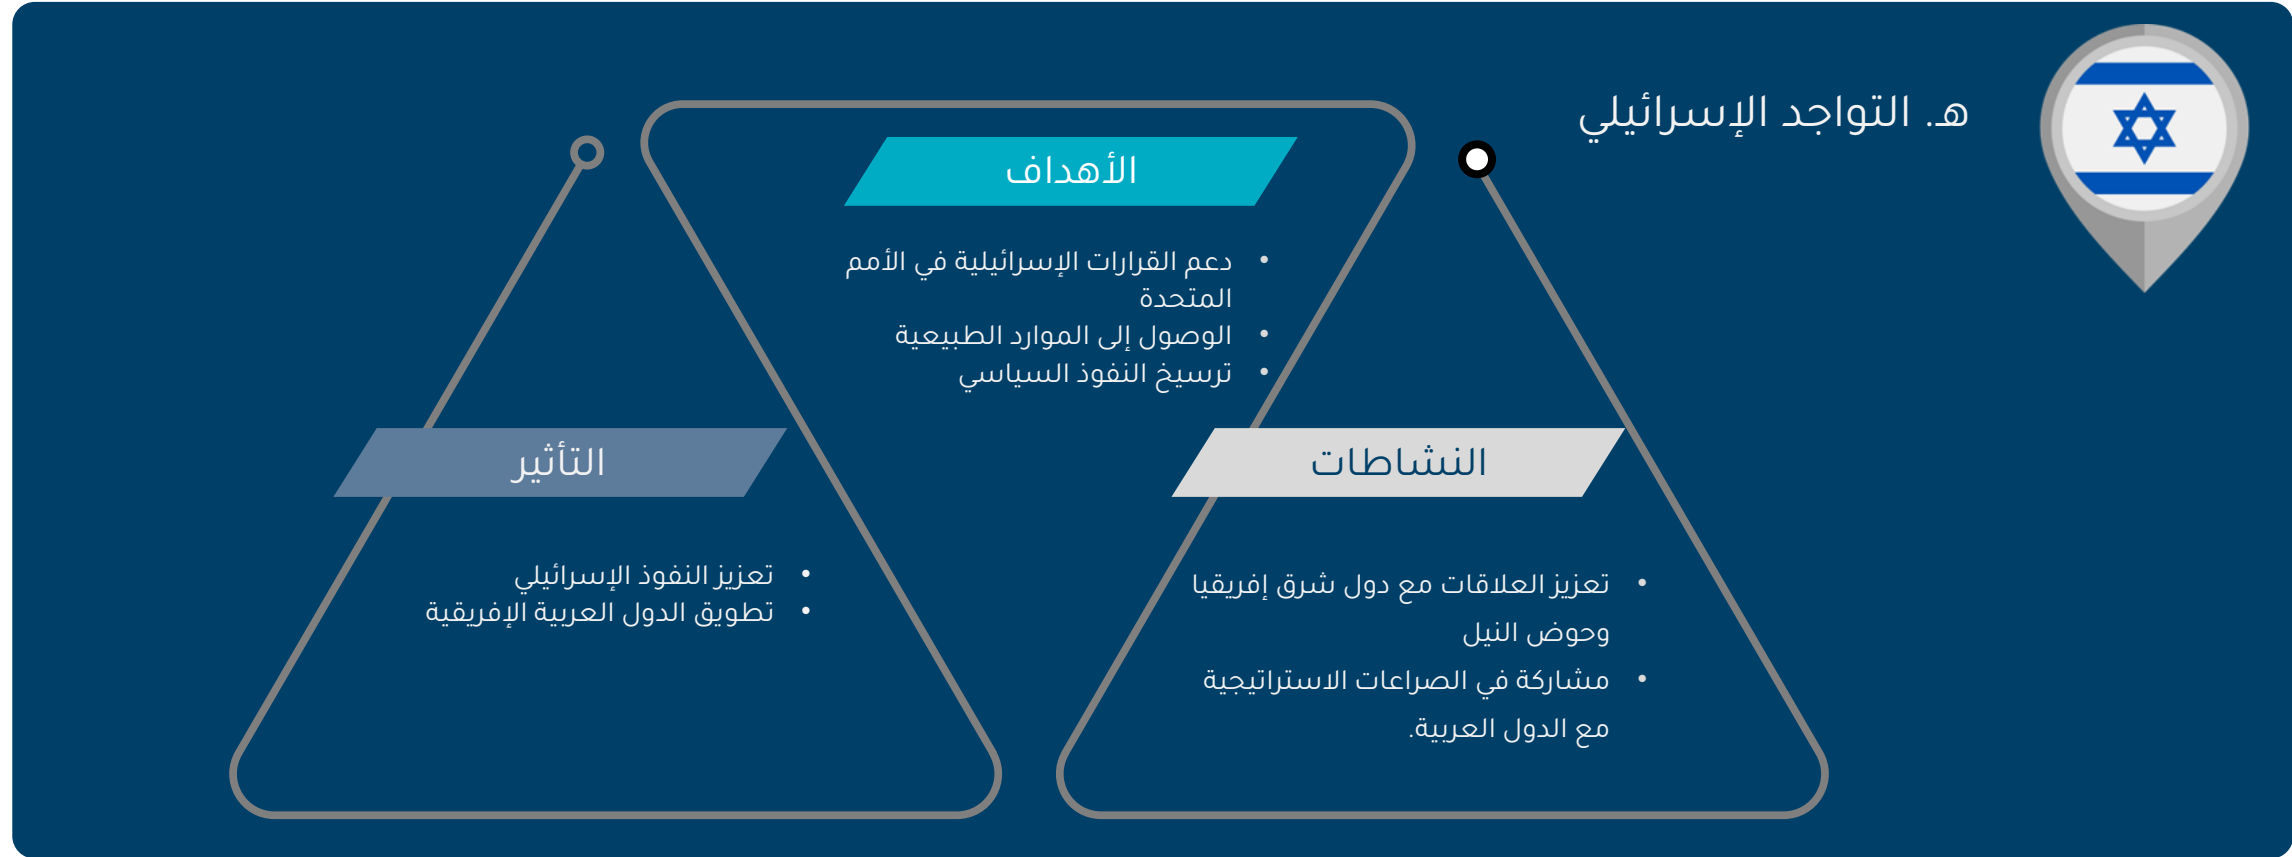 هـ. التواجد الإسرائيلي
الأهداف
• دعم القرارات الإسرائيلية في الأمم
المتحدة
• الوصول إلى الموارد الطبيعية
• ترسيخ النفوذ السياسي
النشاطات
• تعزيز العلاقات مع دول شرق إفريقيا
وحوض النيل
• مشاركة في الصراعات الاستراتيجية
مع الدول العربية.
التأثير
• تعزيز النفوذ الإسرائيلي
• تطويق الدول العربية الإفريقية